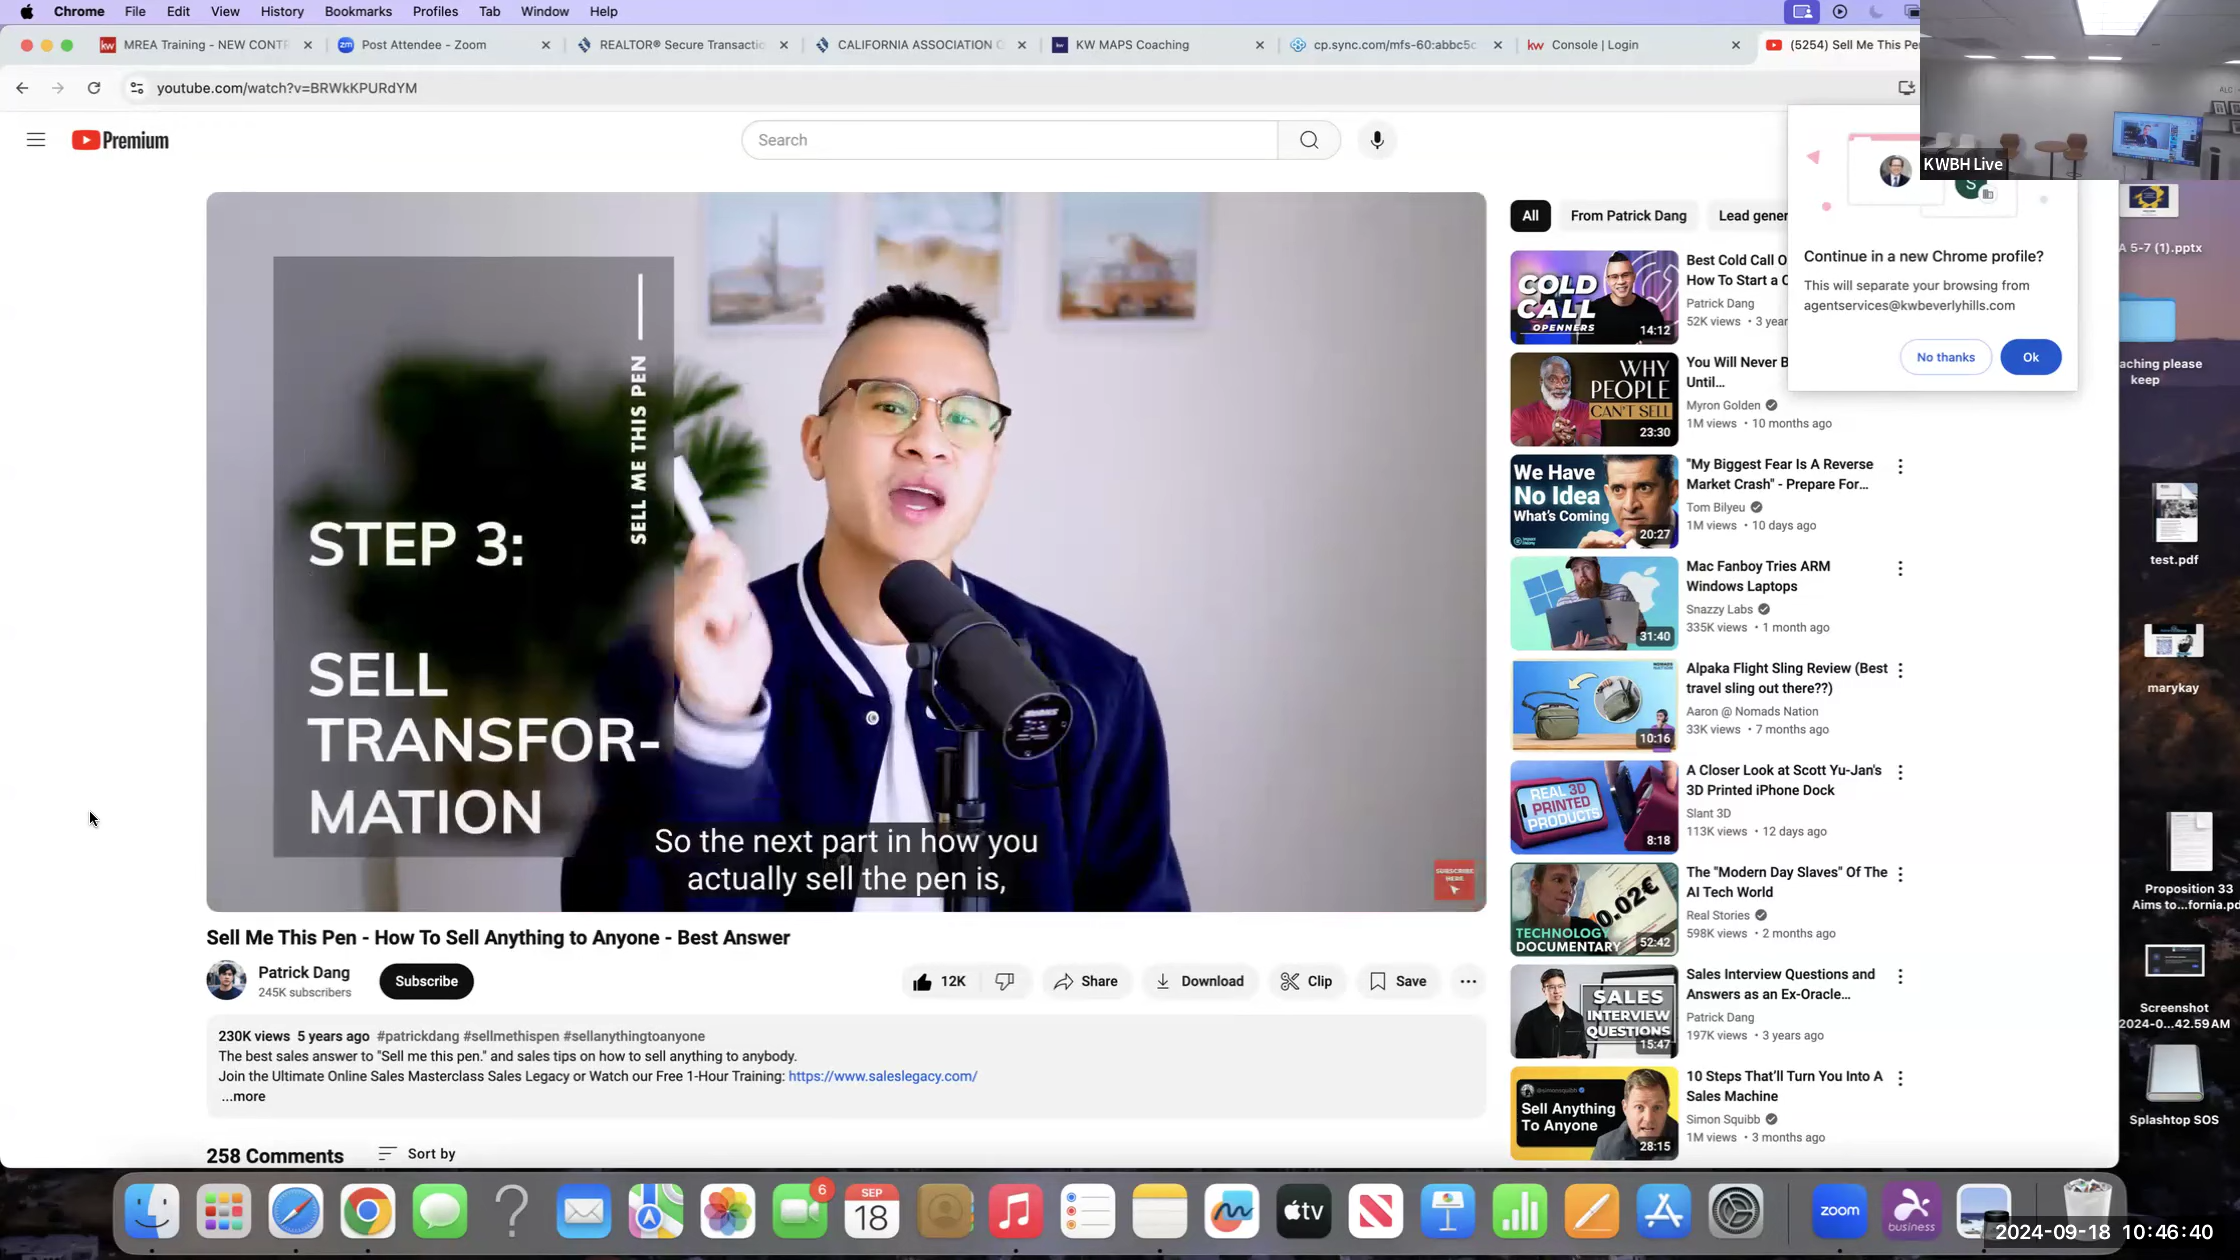 Chrome File Edit View History Bookmarks Profiles Tab Window Help
MREA Training - NEW CONTR
Post Attendee - Zoom
REALTOR® Secure Transactio
CALIFORNIA ASSOCIATION O
KW MAPS Coaching
cp.sync.com/mfs-60:abbc5c
kw Console | Login
(5254) Sell Me This Pe
youtube.com/watch?v=BRWkKPURdYM
Premium
Search
KWBH Live
Continue in a new Chrome profile?
This will separate your browsing from
agentservices@kwbeverlyhills.com
No thanks
Ok
SELL ME THIS PEN
STEP 3:
SELL
TRANSFOR-
MATION
So the next part in how you
actually sell the pen is,
SUBSCRIBE
HERE
Sell Me This Pen - How To Sell Anything to Anyone - Best Answer
Patrick Dang
245K subscribers
Subscribe
12K
Share
Download
Clip
Save
230K views 5 years ago #patrickdang #sellmethispen #sellanythingtoanyone
The best sales answer to "Sell me this pen." and sales tips on how to sell anything to anybody.
Join the Ultimate Online Sales Masterclass Sales Legacy or Watch our Free 1-Hour Training: https://www.saleslegacy.com/
...more
258 Comments
Sort by
All
From Patrick Dang
Lead gener
COLD
CALL
OPENNERS
14:12
Best Cold Call O
How To Start a C
Patrick Dang
52K views • 3 year
WHY
PEOPLE
CAN'T SELL
23:30
You Will Never B
Until...
Myron Golden
1M views • 10 months ago
We Have
No Idea
What's Coming
20:27
"My Biggest Fear Is A Reverse
Market Crash" - Prepare For...
Tom Bilyeu
1M views • 10 days ago
31:40
Mac Fanboy Tries ARM
Windows Laptops
Snazzy Labs
335K views • 1 month ago
10:16
Alpaka Flight Sling Review (Best
travel sling out there??)
Aaron @ Nomads Nation
33K views • 7 months ago
REAL 3D
PRINTED
PRODUCTS
8:18
A Closer Look at Scott Yu-Jan's
3D Printed iPhone Dock
Slant 3D
113K views • 12 days ago
0.02€
TECHNOLOGY
DOCUMENTARY
52:42
The "Modern Day Slaves" Of The
AI Tech World
Real Stories
598K views • 2 months ago
SALES
INTERVIEW
QUESTIONS
15:47
Sales Interview Questions and
Answers as an Ex-Oracle...
Patrick Dang
197K views • 3 years ago
@simonsquibb
Sell Anything
To Anyone
28:15
10 Steps That'll Turn You Into A
Sales Machine
Simon Squibb
1M views • 3 months ago
A 5-7 (1).pptx
aching please
keep
test.pdf
marykay
Proposition 33
Aims to...fornia.pd
Screenshot
2024-0...42.59 AM
Splashtop SOS
6
SEP
18
tv
zoom
business
2024-09-18 10:46:40